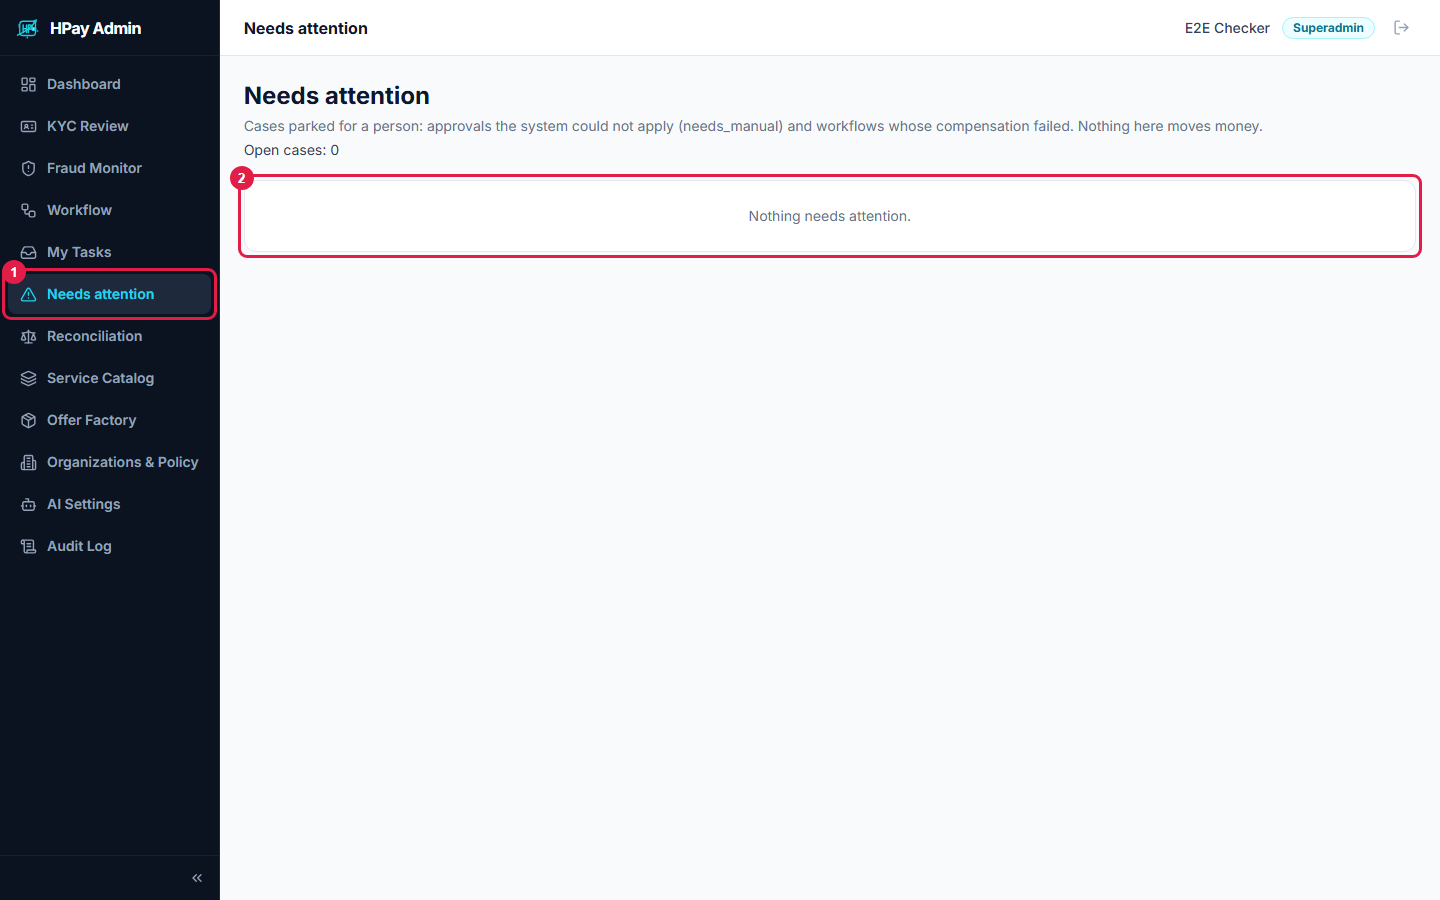 HPay Admin
Needs attention
E2E Checker
Superadmin
Dashboard
KYC Review
Fraud Monitor
Workflow
My Tasks
1
Needs attention
Reconciliation
Service Catalog
Offer Factory
Organizations & Policy
AI Settings
Audit Log
Needs attention
Cases parked for a person: approvals the system could not apply (needs_manual) and workflows whose compensation failed. Nothing here moves money.
Open cases: 0
2
Nothing needs attention.